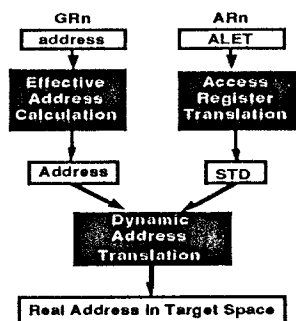 GRn ARn
address ALET
Effective Address Calculation
Access Register Translation
Address STD
Dynamic Address Translation
Real Address In Target Space